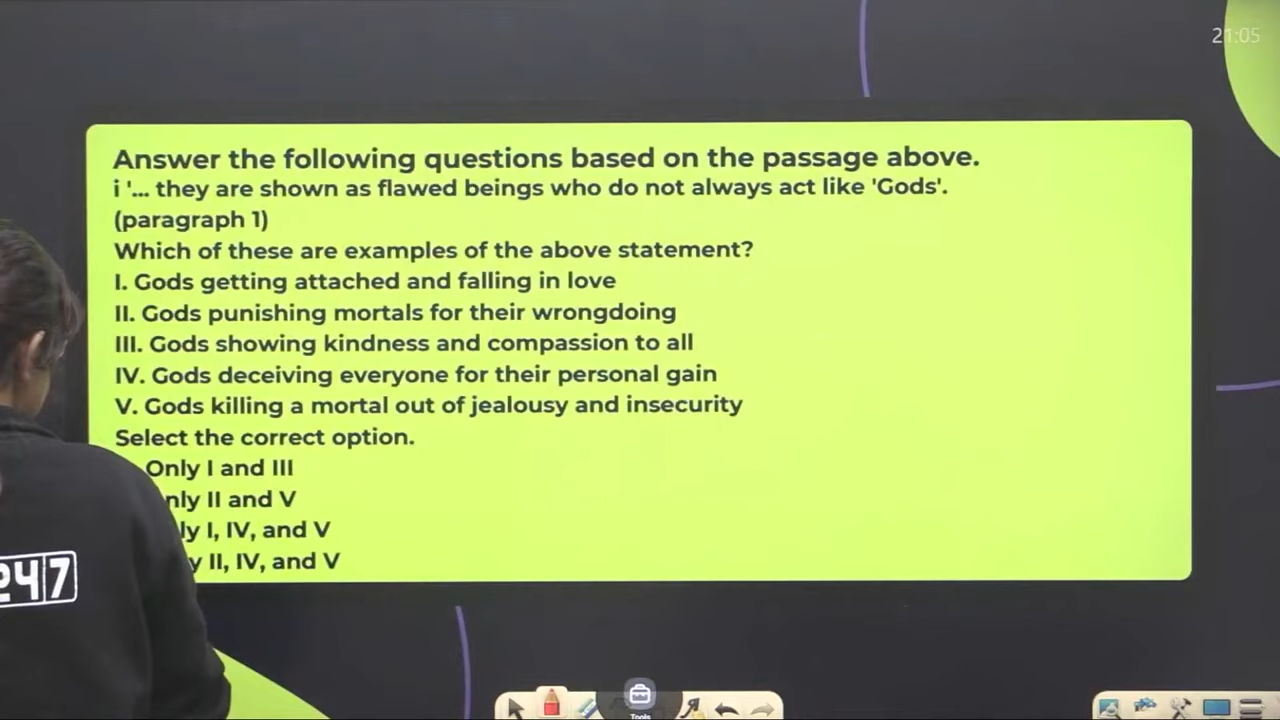 21:05
Answer the following questions based on the passage above.
i '... they are shown as flawed beings who do not always act like 'Gods'.
(paragraph 1)
Which of these are examples of the above statement?
I. Gods getting attached and falling in love
II. Gods punishing mortals for their wrongdoing
III. Gods showing kindness and compassion to all
IV. Gods deceiving everyone for their personal gain
V. Gods killing a mortal out of jealousy and insecurity
Select the correct option.
Only I and III
nly II and V
ly I, IV, and V
y II, IV, and V
247
Tools